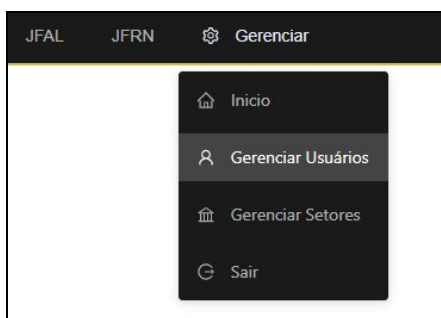 JFAL JFRN Gerenciar
Inicio
Gerenciar Usuários
Gerenciar Setores
Sair